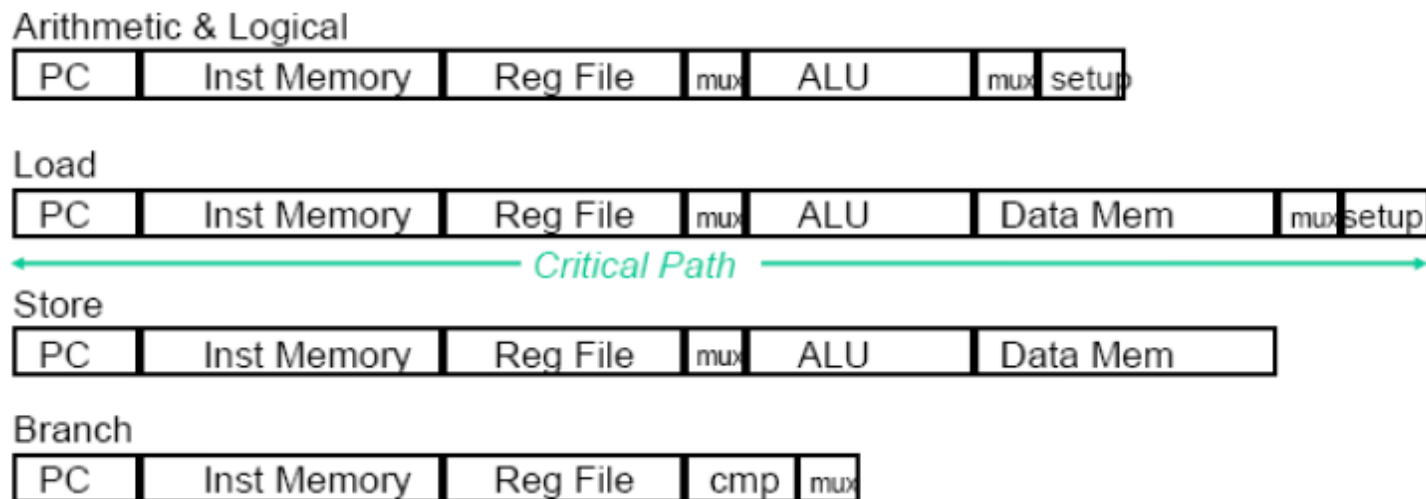 Arithmetic & Logical
PC Inst Memory Reg File mux ALU mux setup
Load
PC Inst Memory Reg File mux ALU Data Mem mux setup
Critical Path
Store
PC Inst Memory Reg File mux ALU Data Mem
Branch
PC Inst Memory Reg File cmp mux